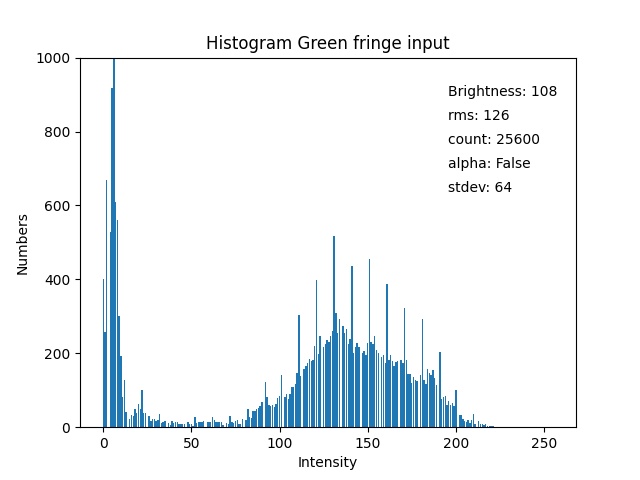 Histogram Green fringe input
1000
800
600
400
200
0
Numbers
Brightness: 108
rms: 126
count: 25600
alpha: False
stdev: 64
0 50 100 150 200 250
Intensity